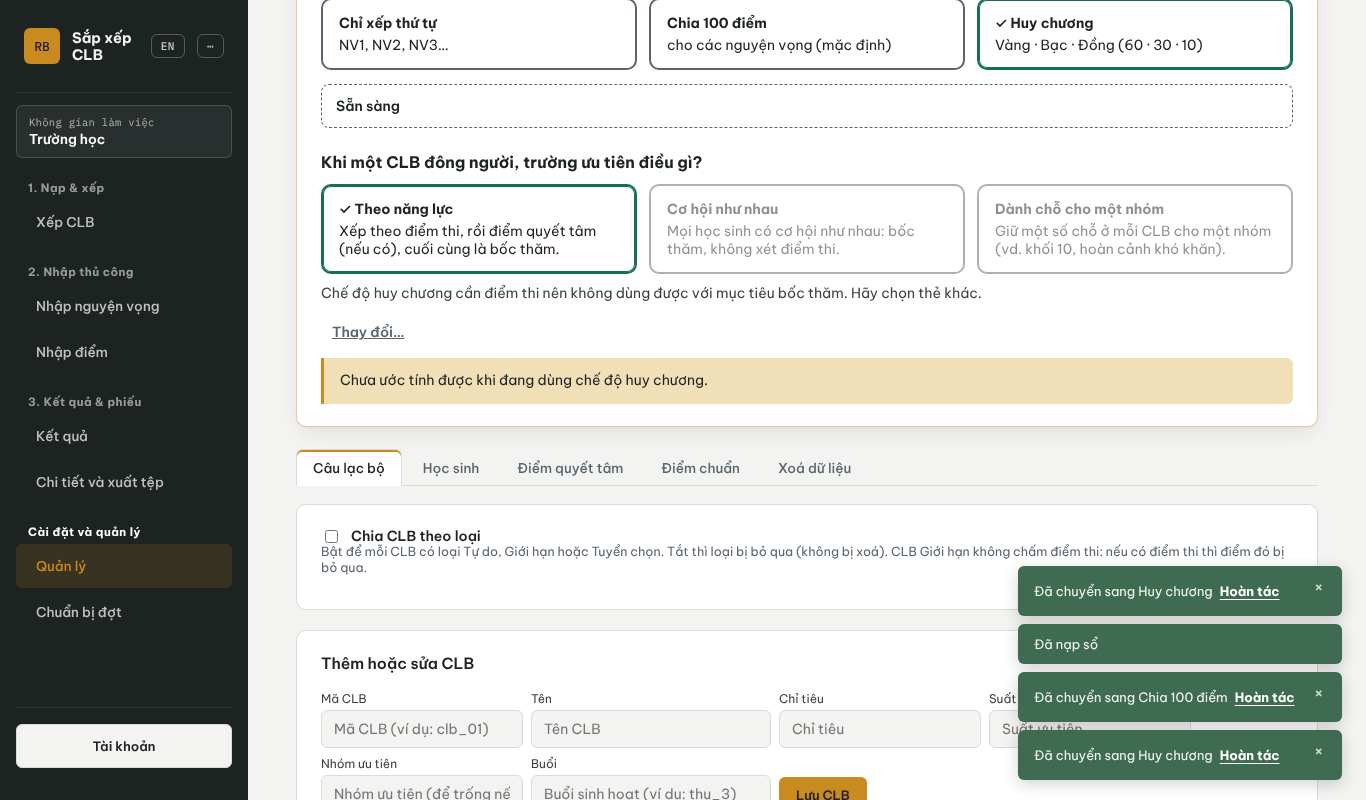 RB
Sắp xếp
CLB
EN
…
Không gian làm việc
Trường học
1. Nạp & xếp
Xếp CLB
2. Nhập thủ công
Nhập nguyện vọng
Nhập điểm
3. Kết quả & phiếu
Kết quả
Chi tiết và xuất tệp
Cài đặt và quản lý
Quản lý
Chuẩn bị đợt
Tài khoản
Chỉ xếp thứ tự
NV1, NV2, NV3…
Chia 100 điểm
cho các nguyện vọng (mặc định)
✓ Huy chương
Vàng · Bạc · Đồng (60 · 30 · 10)
Sẵn sàng
Khi một CLB đông người, trường ưu tiên điều gì?
✓ Theo năng lực
Xếp theo điểm thi, rồi điểm quyết tâm
(nếu có), cuối cùng là bốc thăm.
Cơ hội như nhau
Mọi học sinh có cơ hội như nhau: bốc
thăm, không xét điểm thi.
Dành chỗ cho một nhóm
Giữ một số chỗ ở mỗi CLB cho một nhóm
(vd. khối 10, hoàn cảnh khó khăn).
Chế độ huy chương cần điểm thi nên không dùng được với mục tiêu bốc thăm. Hãy chọn thẻ khác.
Thay đổi…
Chưa ước tính được khi đang dùng chế độ huy chương.
Câu lạc bộ
Học sinh
Điểm quyết tâm
Điểm chuẩn
Xoá dữ liệu
Chia CLB theo loại
Bật để mỗi CLB có loại Tự do, Giới hạn hoặc Tuyển chọn. Tắt thì loại bị bỏ qua (không bị xoá). CLB Giới hạn không chấm điểm thi: nếu có điểm thi thì điểm đó bị
bỏ qua.
Thêm hoặc sửa CLB
Mã CLB
Tên
Chỉ tiêu
Suất
Mã CLB (ví dụ: clb_01)
Tên CLB
Chỉ tiêu
Suất ưu tiên
Nhóm ưu tiên
Buổi
Nhóm ưu tiên (để trống nế
Buổi sinh hoạt (ví dụ: thu_3)
Lưu CLB
Đã chuyển sang Huy chương Hoàn tác ×
Đã nạp sổ
Đã chuyển sang Chia 100 điểm Hoàn tác ×
Đã chuyển sang Huy chương Hoàn tác ×